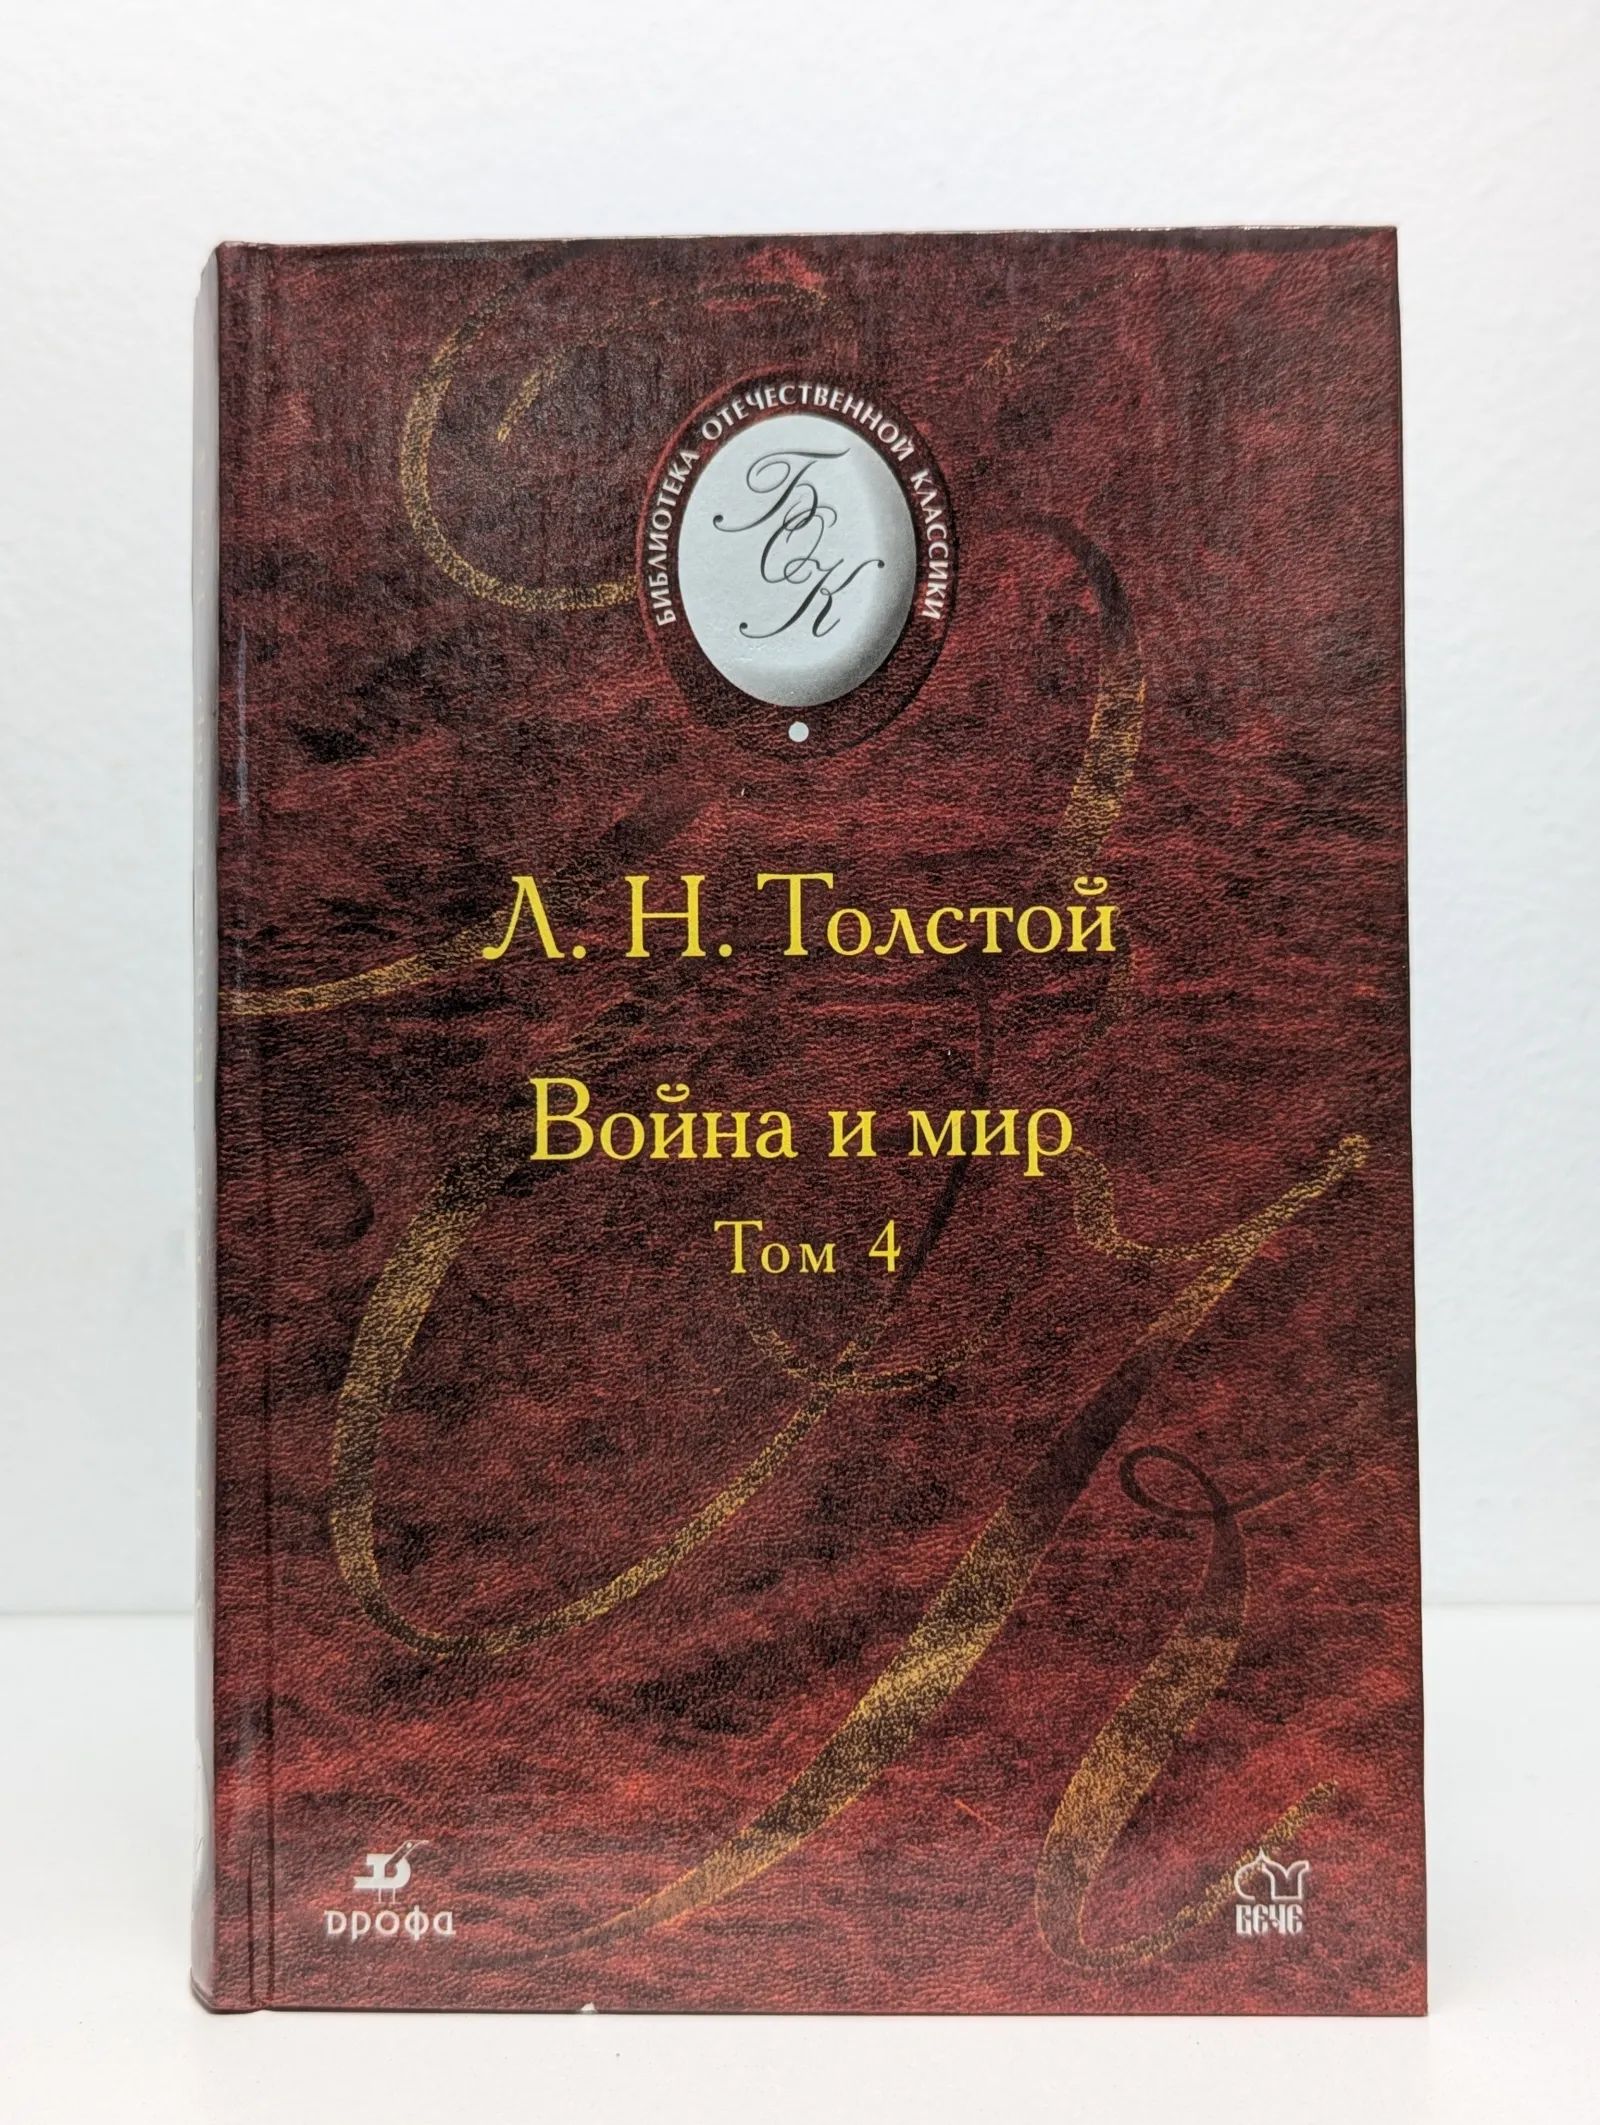 БИБЛИОТЕКА ОТЕЧЕСТВЕННОЙ КЛАССИКИ
БОК
Л. Н. Толстой
Война и мир
Том 4
дрофа
ВЕЧЕ